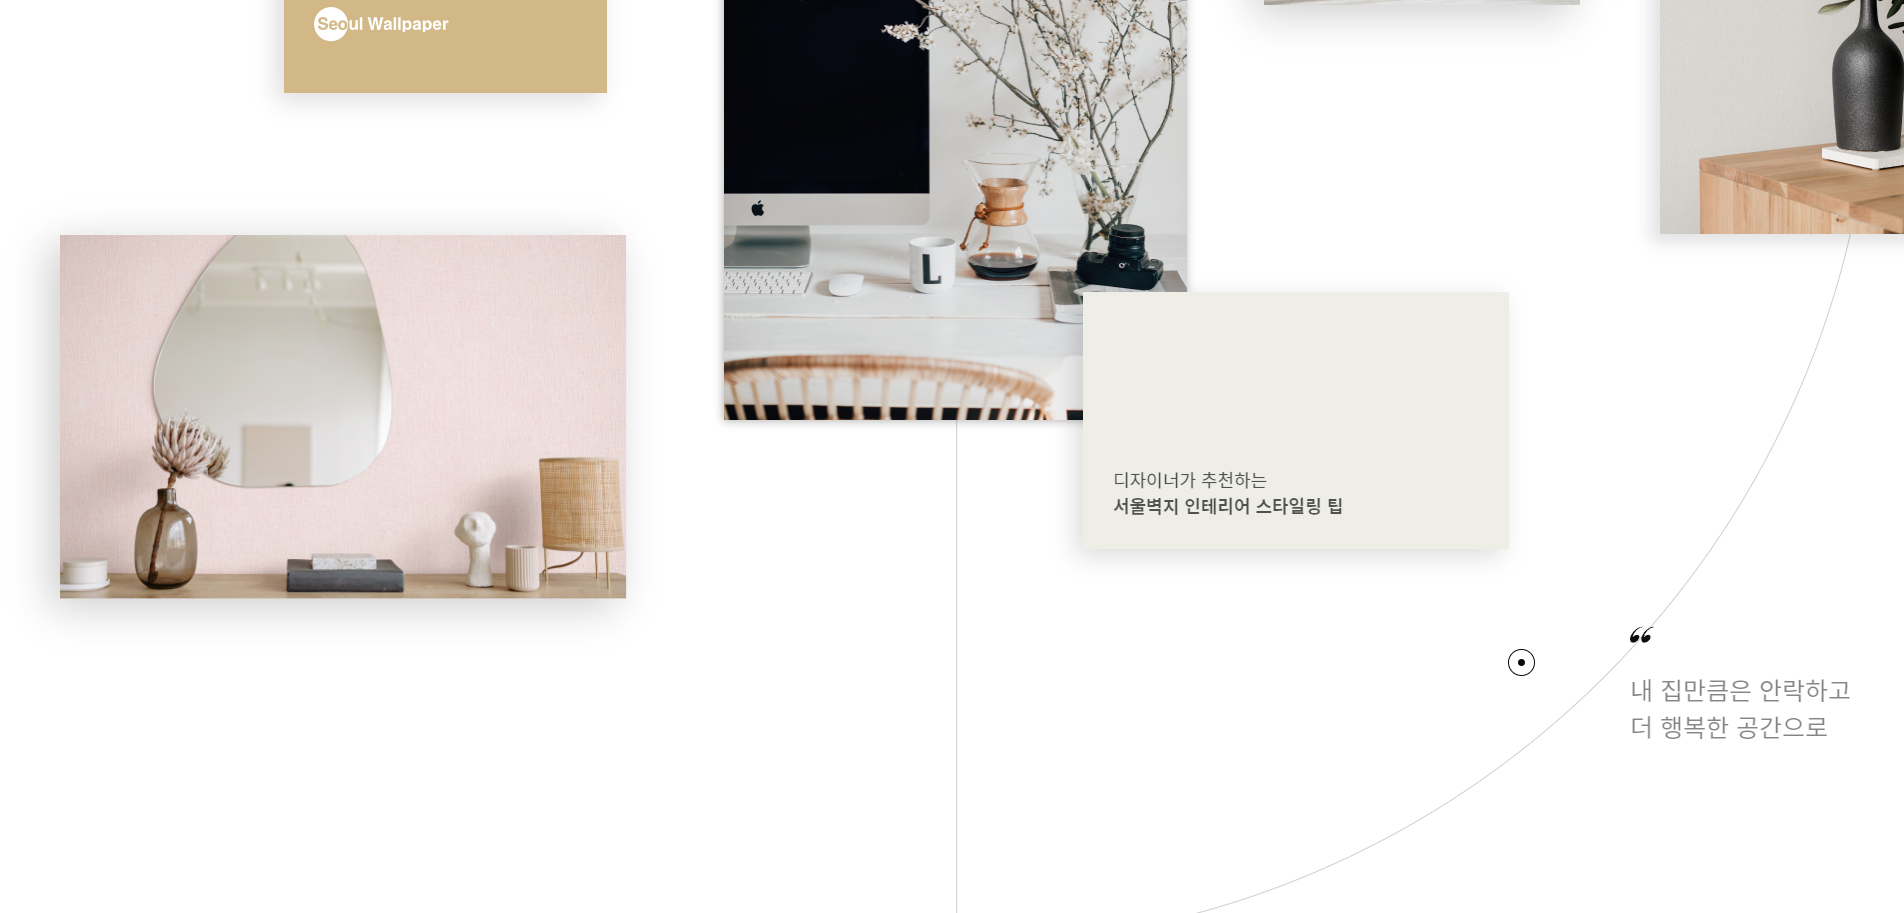 Seoul Wallpaper
L
디자이너가 추천하는
서울벽지 인테리어 스타일링 팁
“
내 집만큼은 안락하고
더 행복한 공간으로